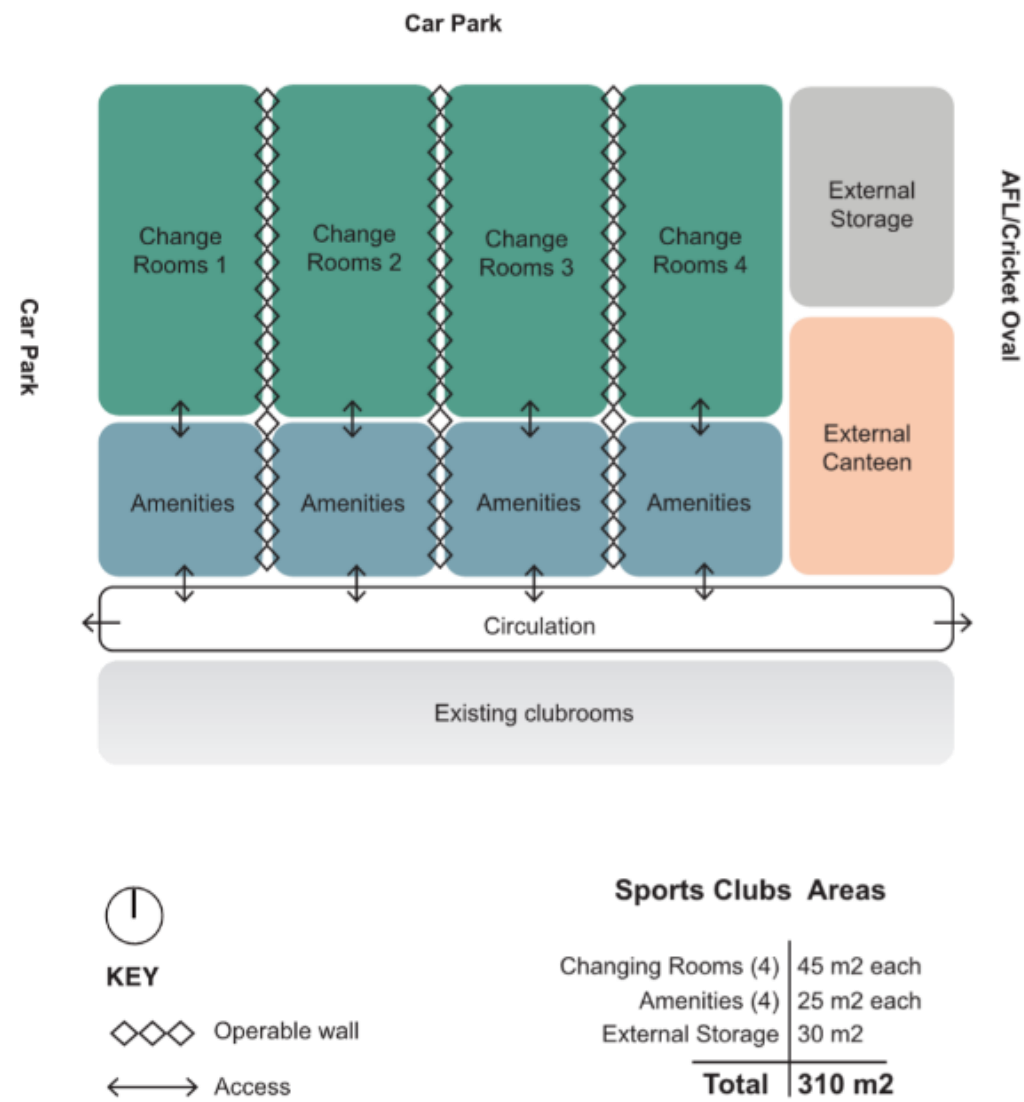 Car Park
Change
Rooms 1
Change
Rooms 2
Change
Rooms 3
Change
Rooms 4
External
Storage
AFL/Cricket Oval
Car Park
External
Canteen
Amenities
Amenities
Amenities
Amenities
Circulation
Existing clubrooms
KEY
Operable wall
Access
Sports Clubs Areas
Changing Rooms (4) 45 m2 each
Amenities (4) 25 m2 each
External Storage 30 m2
Total 310 m2